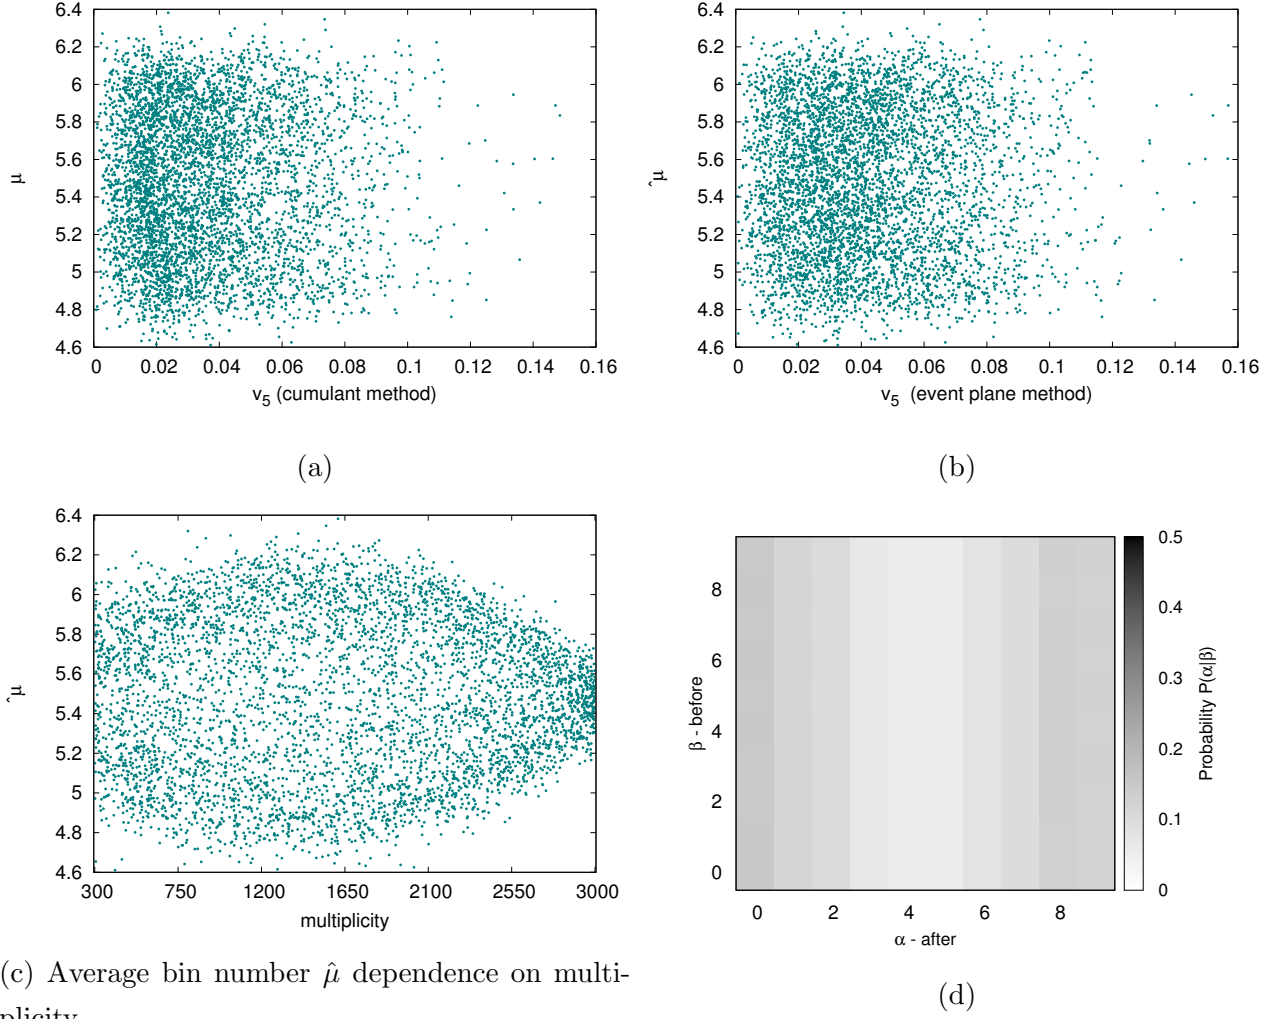 6.4
6.2
6
5.8
5.6
5.4
5.2
5
4.8
4.6
μ
0 0.02 0.04 0.06 0.08 0.1 0.12 0.14 0.16
v5 (cumulant method)
(a)
6.4
6.2
6
5.8
5.6
5.4
5.2
5
4.8
4.6
μ̂
0 0.02 0.04 0.06 0.08 0.1 0.12 0.14 0.16
v5 (event plane method)
(b)
6.4
6.2
6
5.8
5.6
5.4
5.2
5
4.8
4.6
μ̂
300 750 1200 1650 2100 2550 3000
multiplicity
(c) Average bin number μ̂ dependence on multi-
plicity
8
6
4
2
0
β - before
0 2 4 6 8
α - after
0.5
0.4
0.3
0.2
0.1
0
Probability P(α|β)
(d)